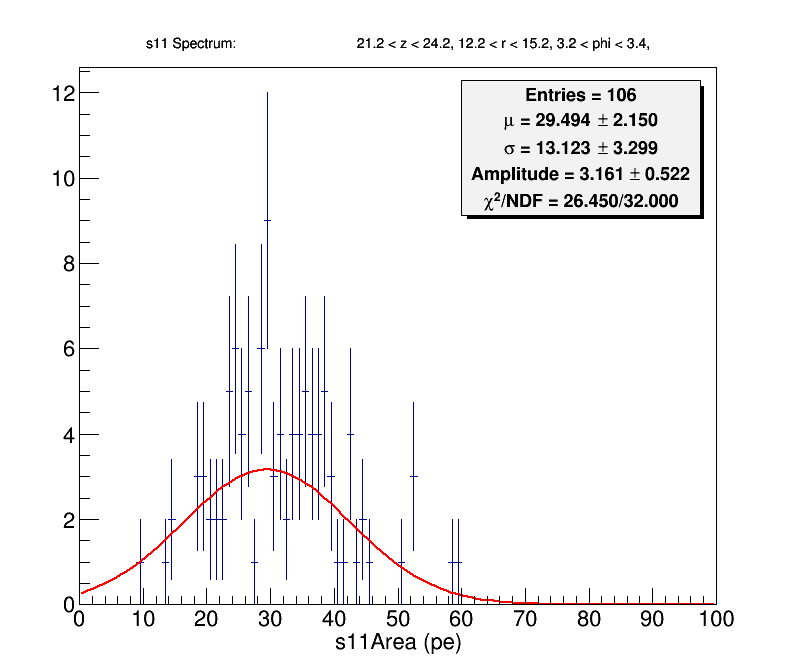 s11 Spectrum: 21.2 < z < 24.2, 12.2 < r < 15.2, 3.2 < phi < 3.4,
Entries = 106
μ = 29.494 ± 2.150
σ = 13.123 ± 3.299
Amplitude = 3.161 ± 0.522
χ²/NDF = 26.450/32.000
12
10
8
6
4
2
0
0 10 20 30 40 50 60 70 80 90 100
s11Area (pe)